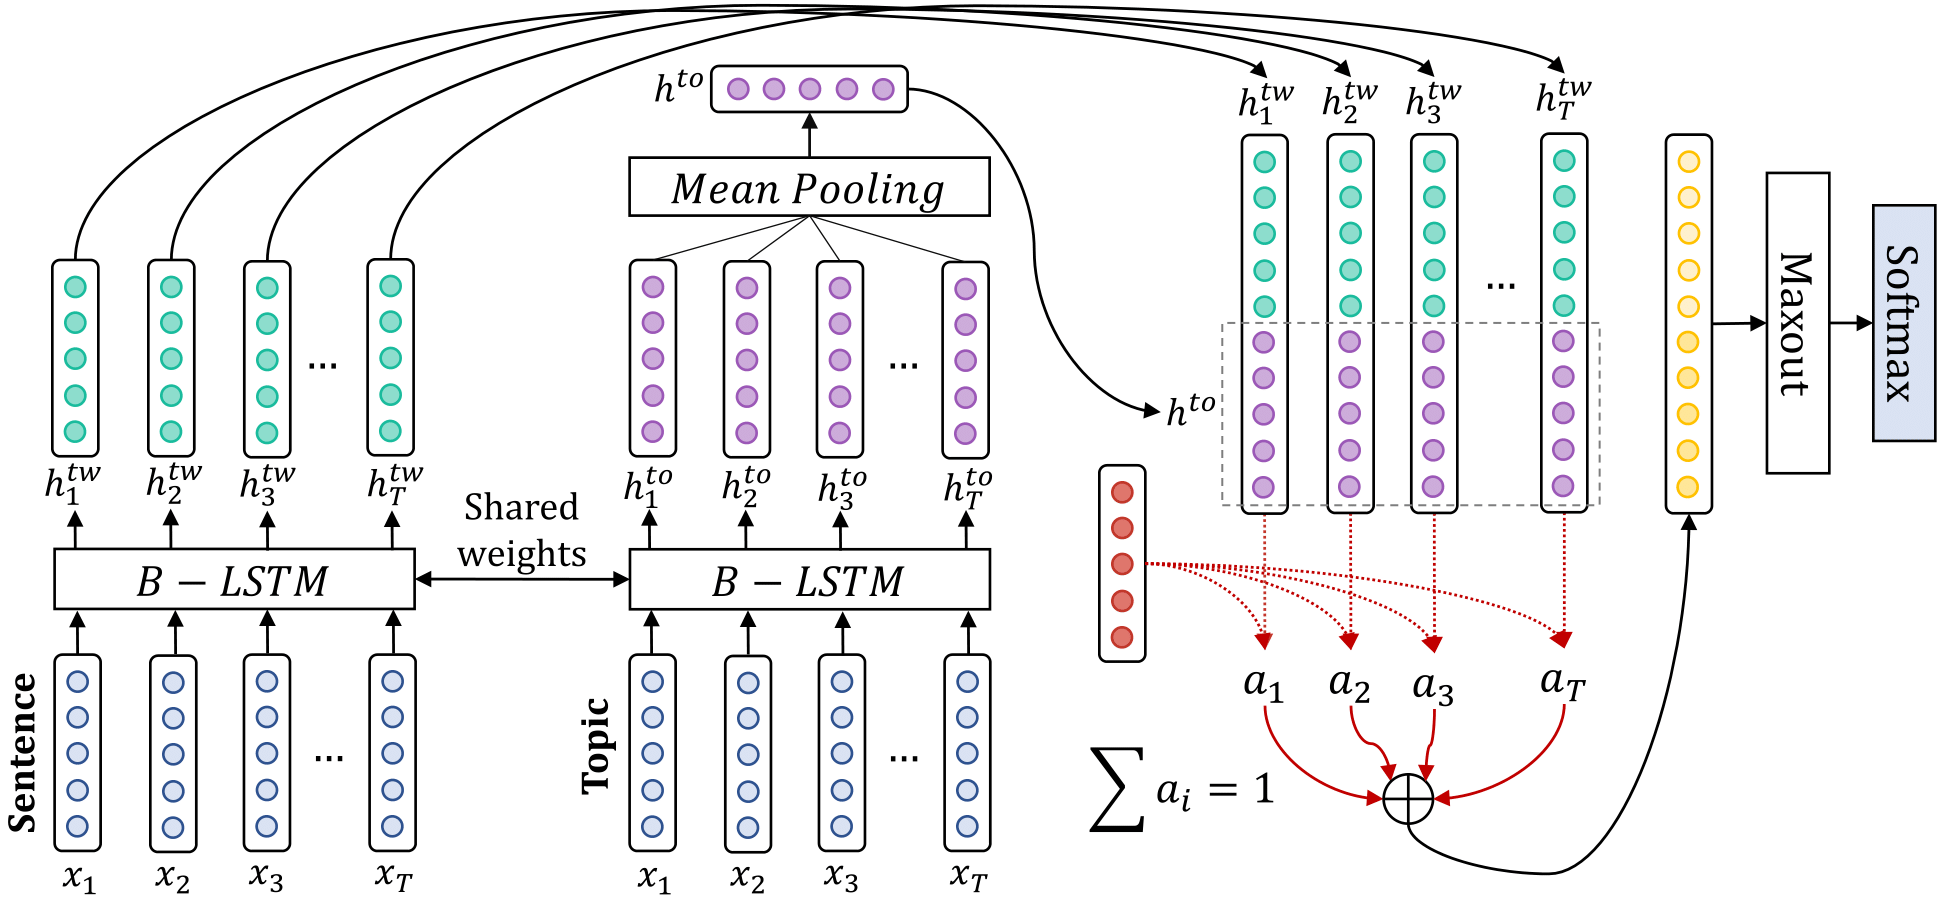 h^{to}
Mean Pooling
h_1^{tw} h_2^{tw} h_3^{tw} ... h_T^{tw}
h_1^{to} h_2^{to} h_3^{to} ... h_T^{to}
Shared
weights
B − LSTM
B − LSTM
Sentence
x_1 x_2 x_3 ... x_T
Topic
x_1 x_2 x_3 ... x_T
h_1^{tw} h_2^{tw} h_3^{tw} ... h_T^{tw}
h^{to}
a_1 a_2 a_3 a_T
∑ a_i = 1
Maxout
Softmax